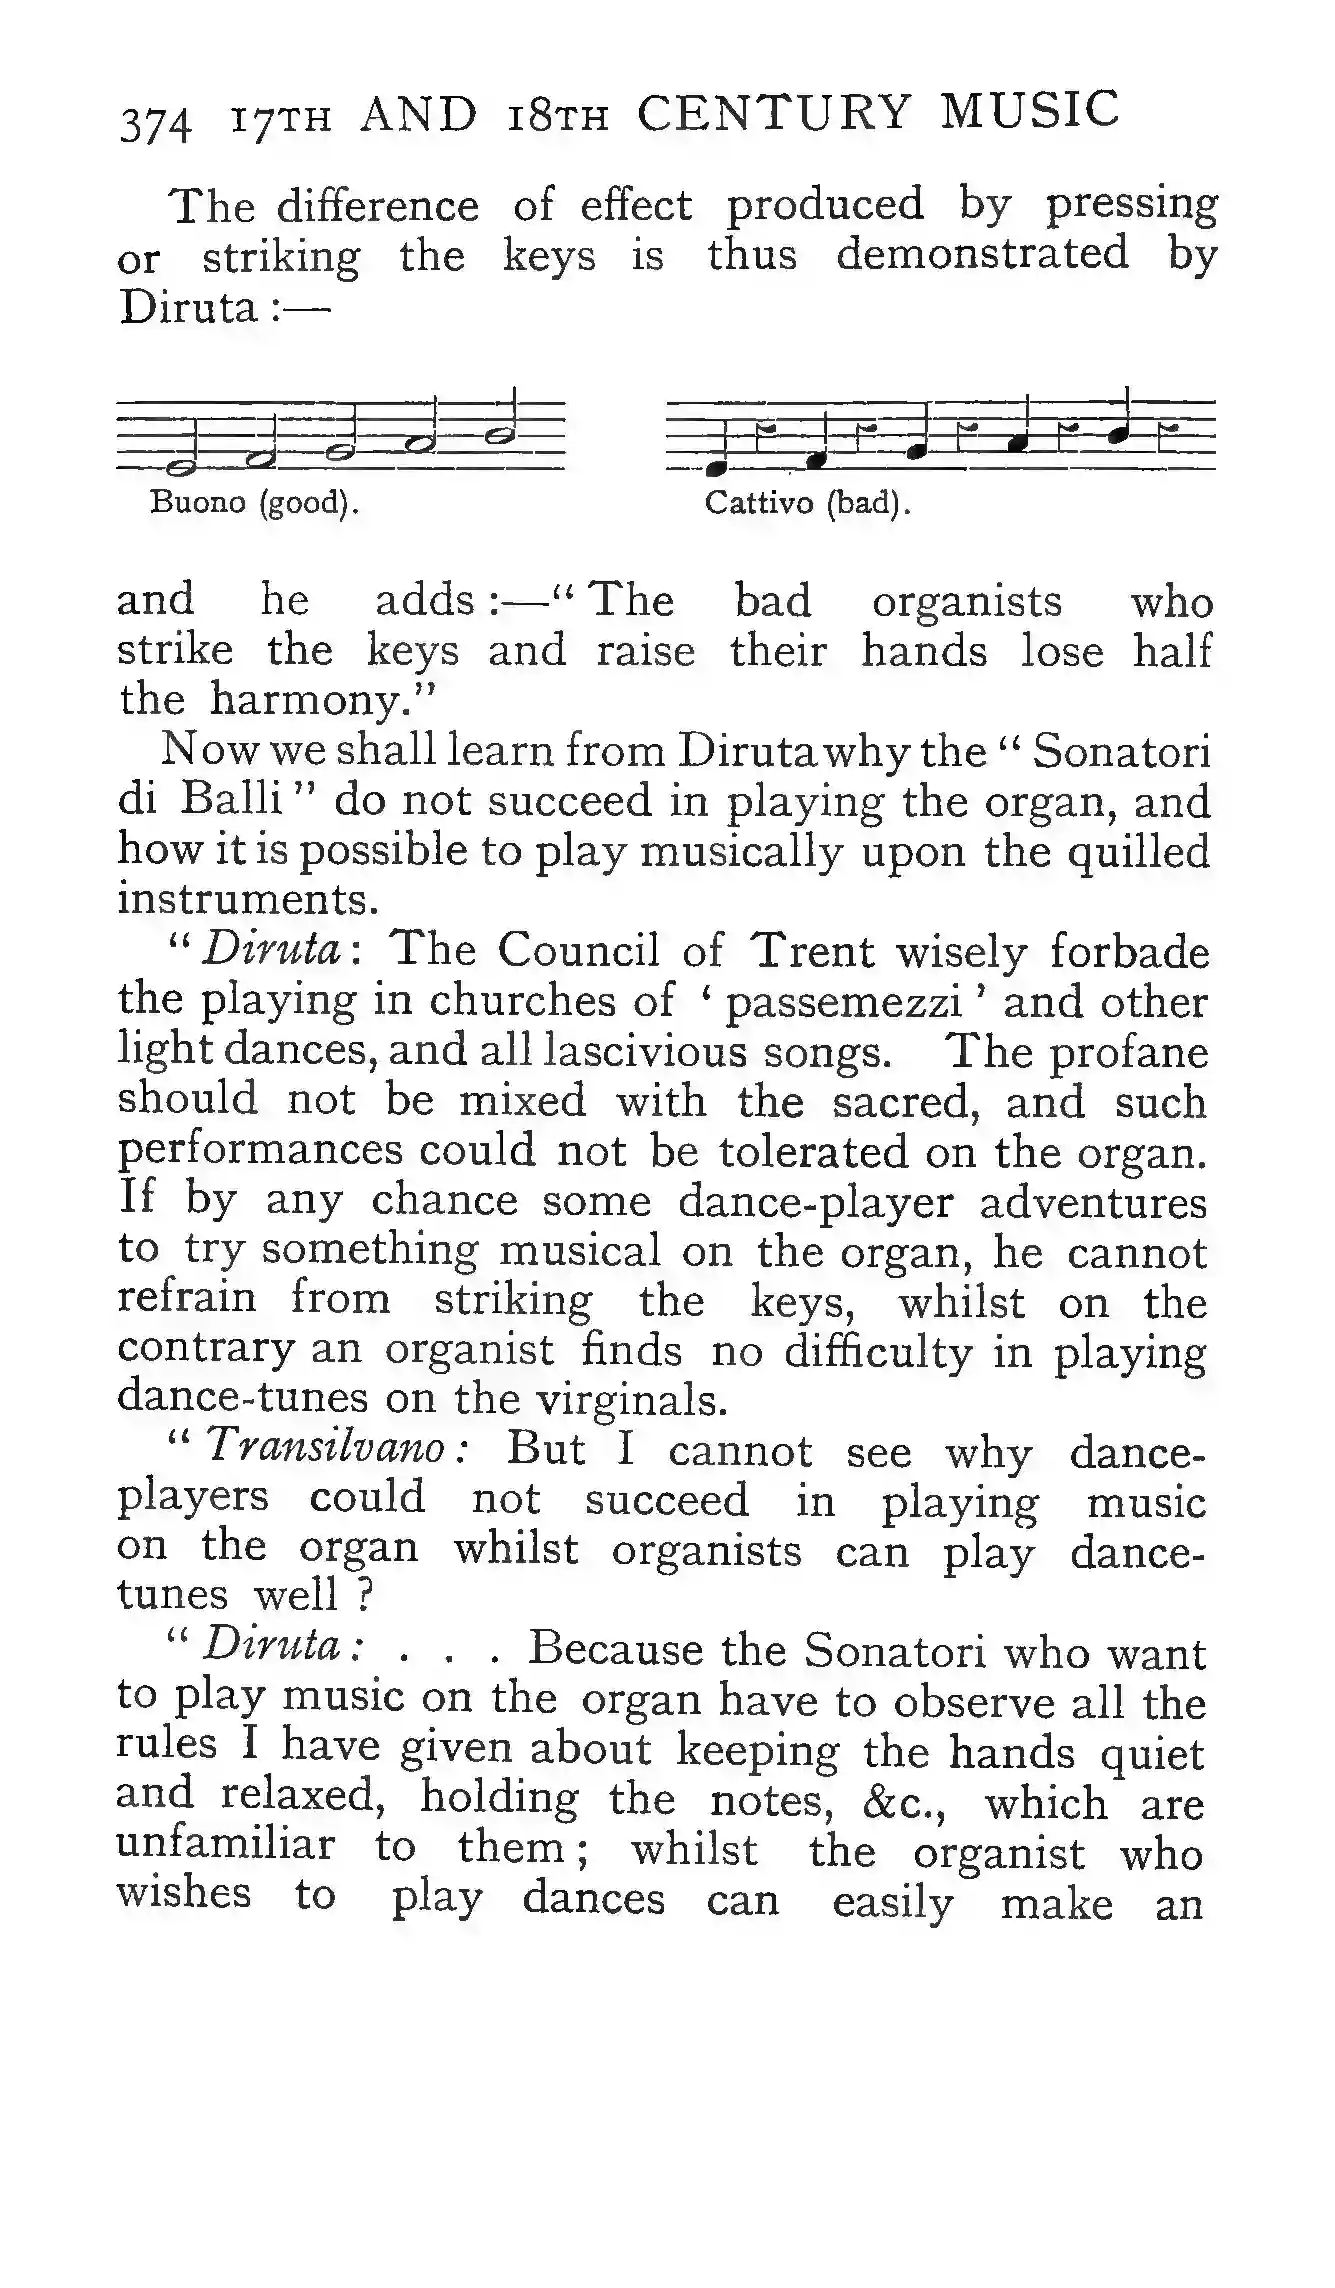 374 17TH AND 18TH CENTURY MUSIC
The difference of effect produced by pressing
or striking the keys is thus demonstrated by
Diruta :—
Buono (good). Cattivo (bad).
and he adds :—“ The bad organists who
strike the keys and raise their hands lose half
the harmony.”
Now we shall learn from Diruta why the “ Sonatori
di Balli ” do not succeed in playing the organ, and
how it is possible to play musically upon the quilled
instruments.
“ Diruta : The Council of Trent wisely forbade
the playing in churches of ‘ passemezzi ’ and other
light dances, and all lascivious songs. The profane
should not be mixed with the sacred, and such
performances could not be tolerated on the organ.
If by any chance some dance-player adventures
to try something musical on the organ, he cannot
refrain from striking the keys, whilst on the
contrary an organist finds no difficulty in playing
dance-tunes on the virginals.
“ Transilvano : But I cannot see why dance-
players could not succeed in playing music
on the organ whilst organists can play dance-
tunes well ?
“ Diruta : . . . Because the Sonatori who want
to play music on the organ have to observe all the
rules I have given about keeping the hands quiet
and relaxed, holding the notes, &c., which are
unfamiliar to them ; whilst the organist who
wishes to play dances can easily make an